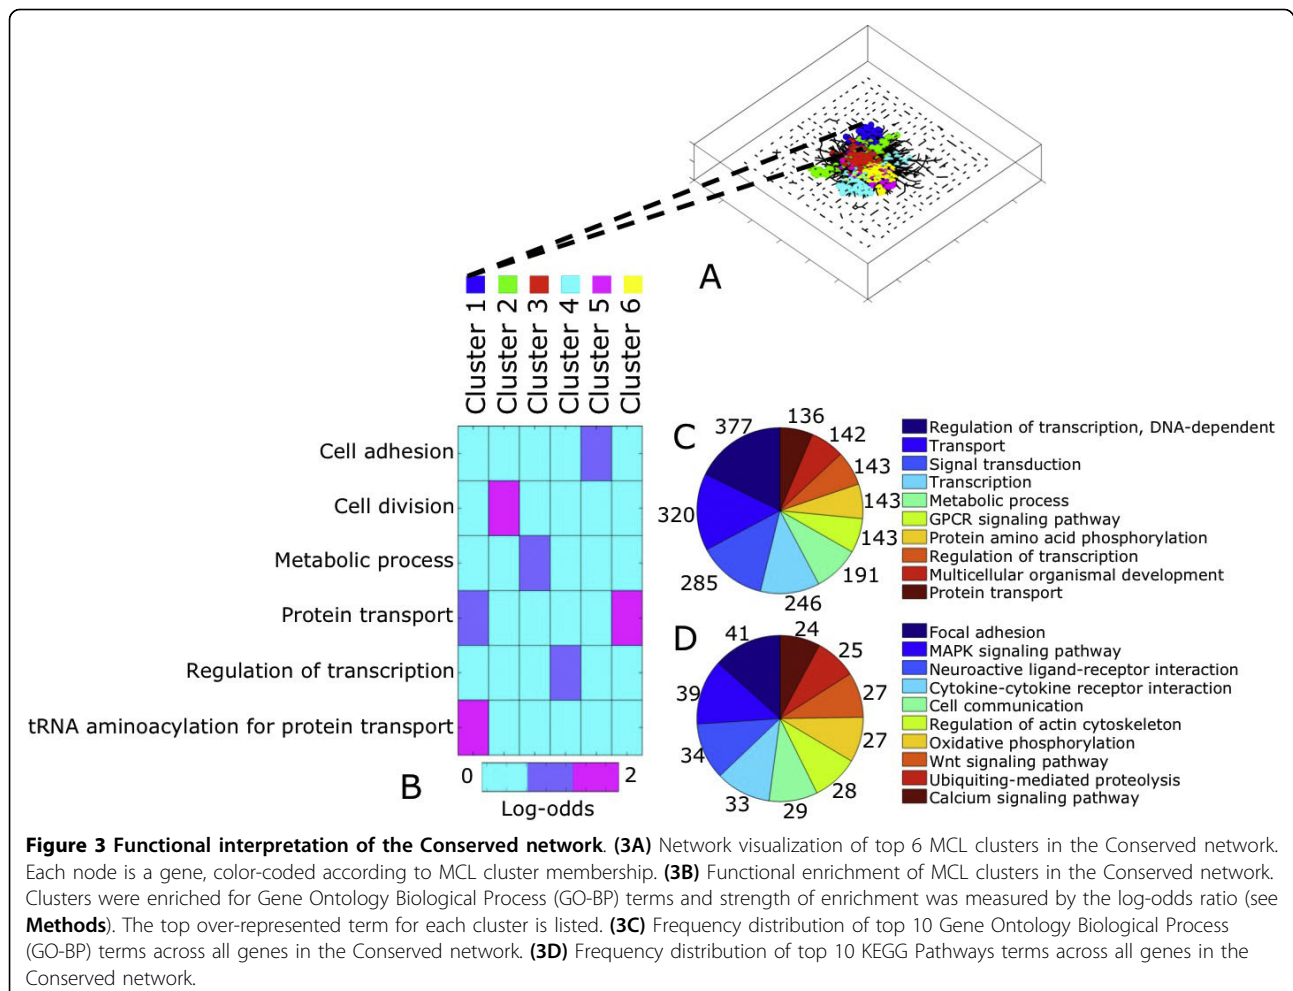 A
Cluster 1
Cluster 2
Cluster 3
Cluster 4
Cluster 5
Cluster 6
Cell adhesion
Cell division
Metabolic process
Protein transport
Regulation of transcription
tRNA aminoacylation for protein transport
B
0
2
Log-odds
C
377
136
142
143
143
143
191
246
285
320
Regulation of transcription, DNA-dependent
Transport
Signal transduction
Transcription
Metabolic process
GPCR signaling pathway
Protein amino acid phosphorylation
Regulation of transcription
Multicellular organismal development
Protein transport
D
41
24
25
27
27
28
29
33
34
39
Focal adhesion
MAPK signaling pathway
Neuroactive ligand-receptor interaction
Cytokine-cytokine receptor interaction
Cell communication
Regulation of actin cytoskeleton
Oxidative phosphorylation
Wnt signaling pathway
Ubiquiting-mediated proteolysis
Calcium signaling pathway
Figure 3 Functional interpretation of the Conserved network. (3A) Network visualization of top 6 MCL clusters in the Conserved network.
Each node is a gene, color-coded according to MCL cluster membership. (3B) Functional enrichment of MCL clusters in the Conserved network.
Clusters were enriched for Gene Ontology Biological Process (GO-BP) terms and strength of enrichment was measured by the log-odds ratio (see
Methods). The top over-represented term for each cluster is listed. (3C) Frequency distribution of top 10 Gene Ontology Biological Process
(GO-BP) terms across all genes in the Conserved network. (3D) Frequency distribution of top 10 KEGG Pathways terms across all genes in the
Conserved network.